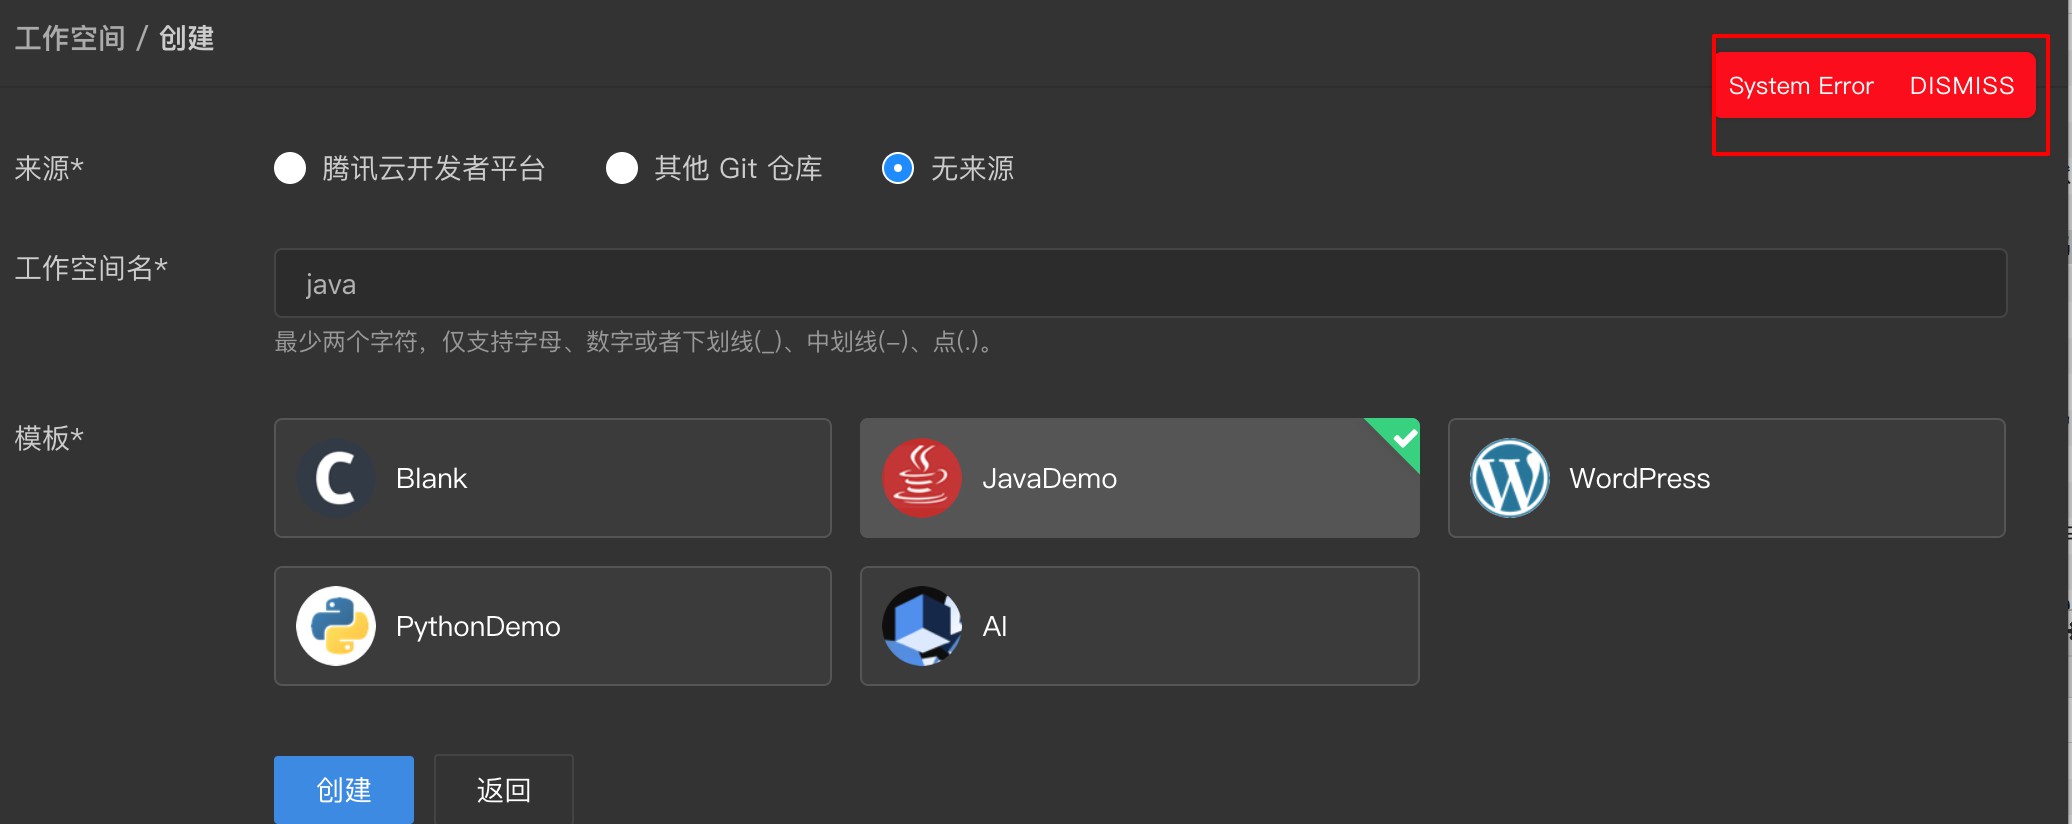 工作空间 / 创建
System Error DISMISS
来源* 腾讯云开发者平台 其他 Git 仓库 无来源
工作空间名* java
最少两个字符，仅支持字母、数字或者下划线(_)、中划线(-)、点(.)。
模板* Blank JavaDemo WordPress
PythonDemo AI
创建 返回